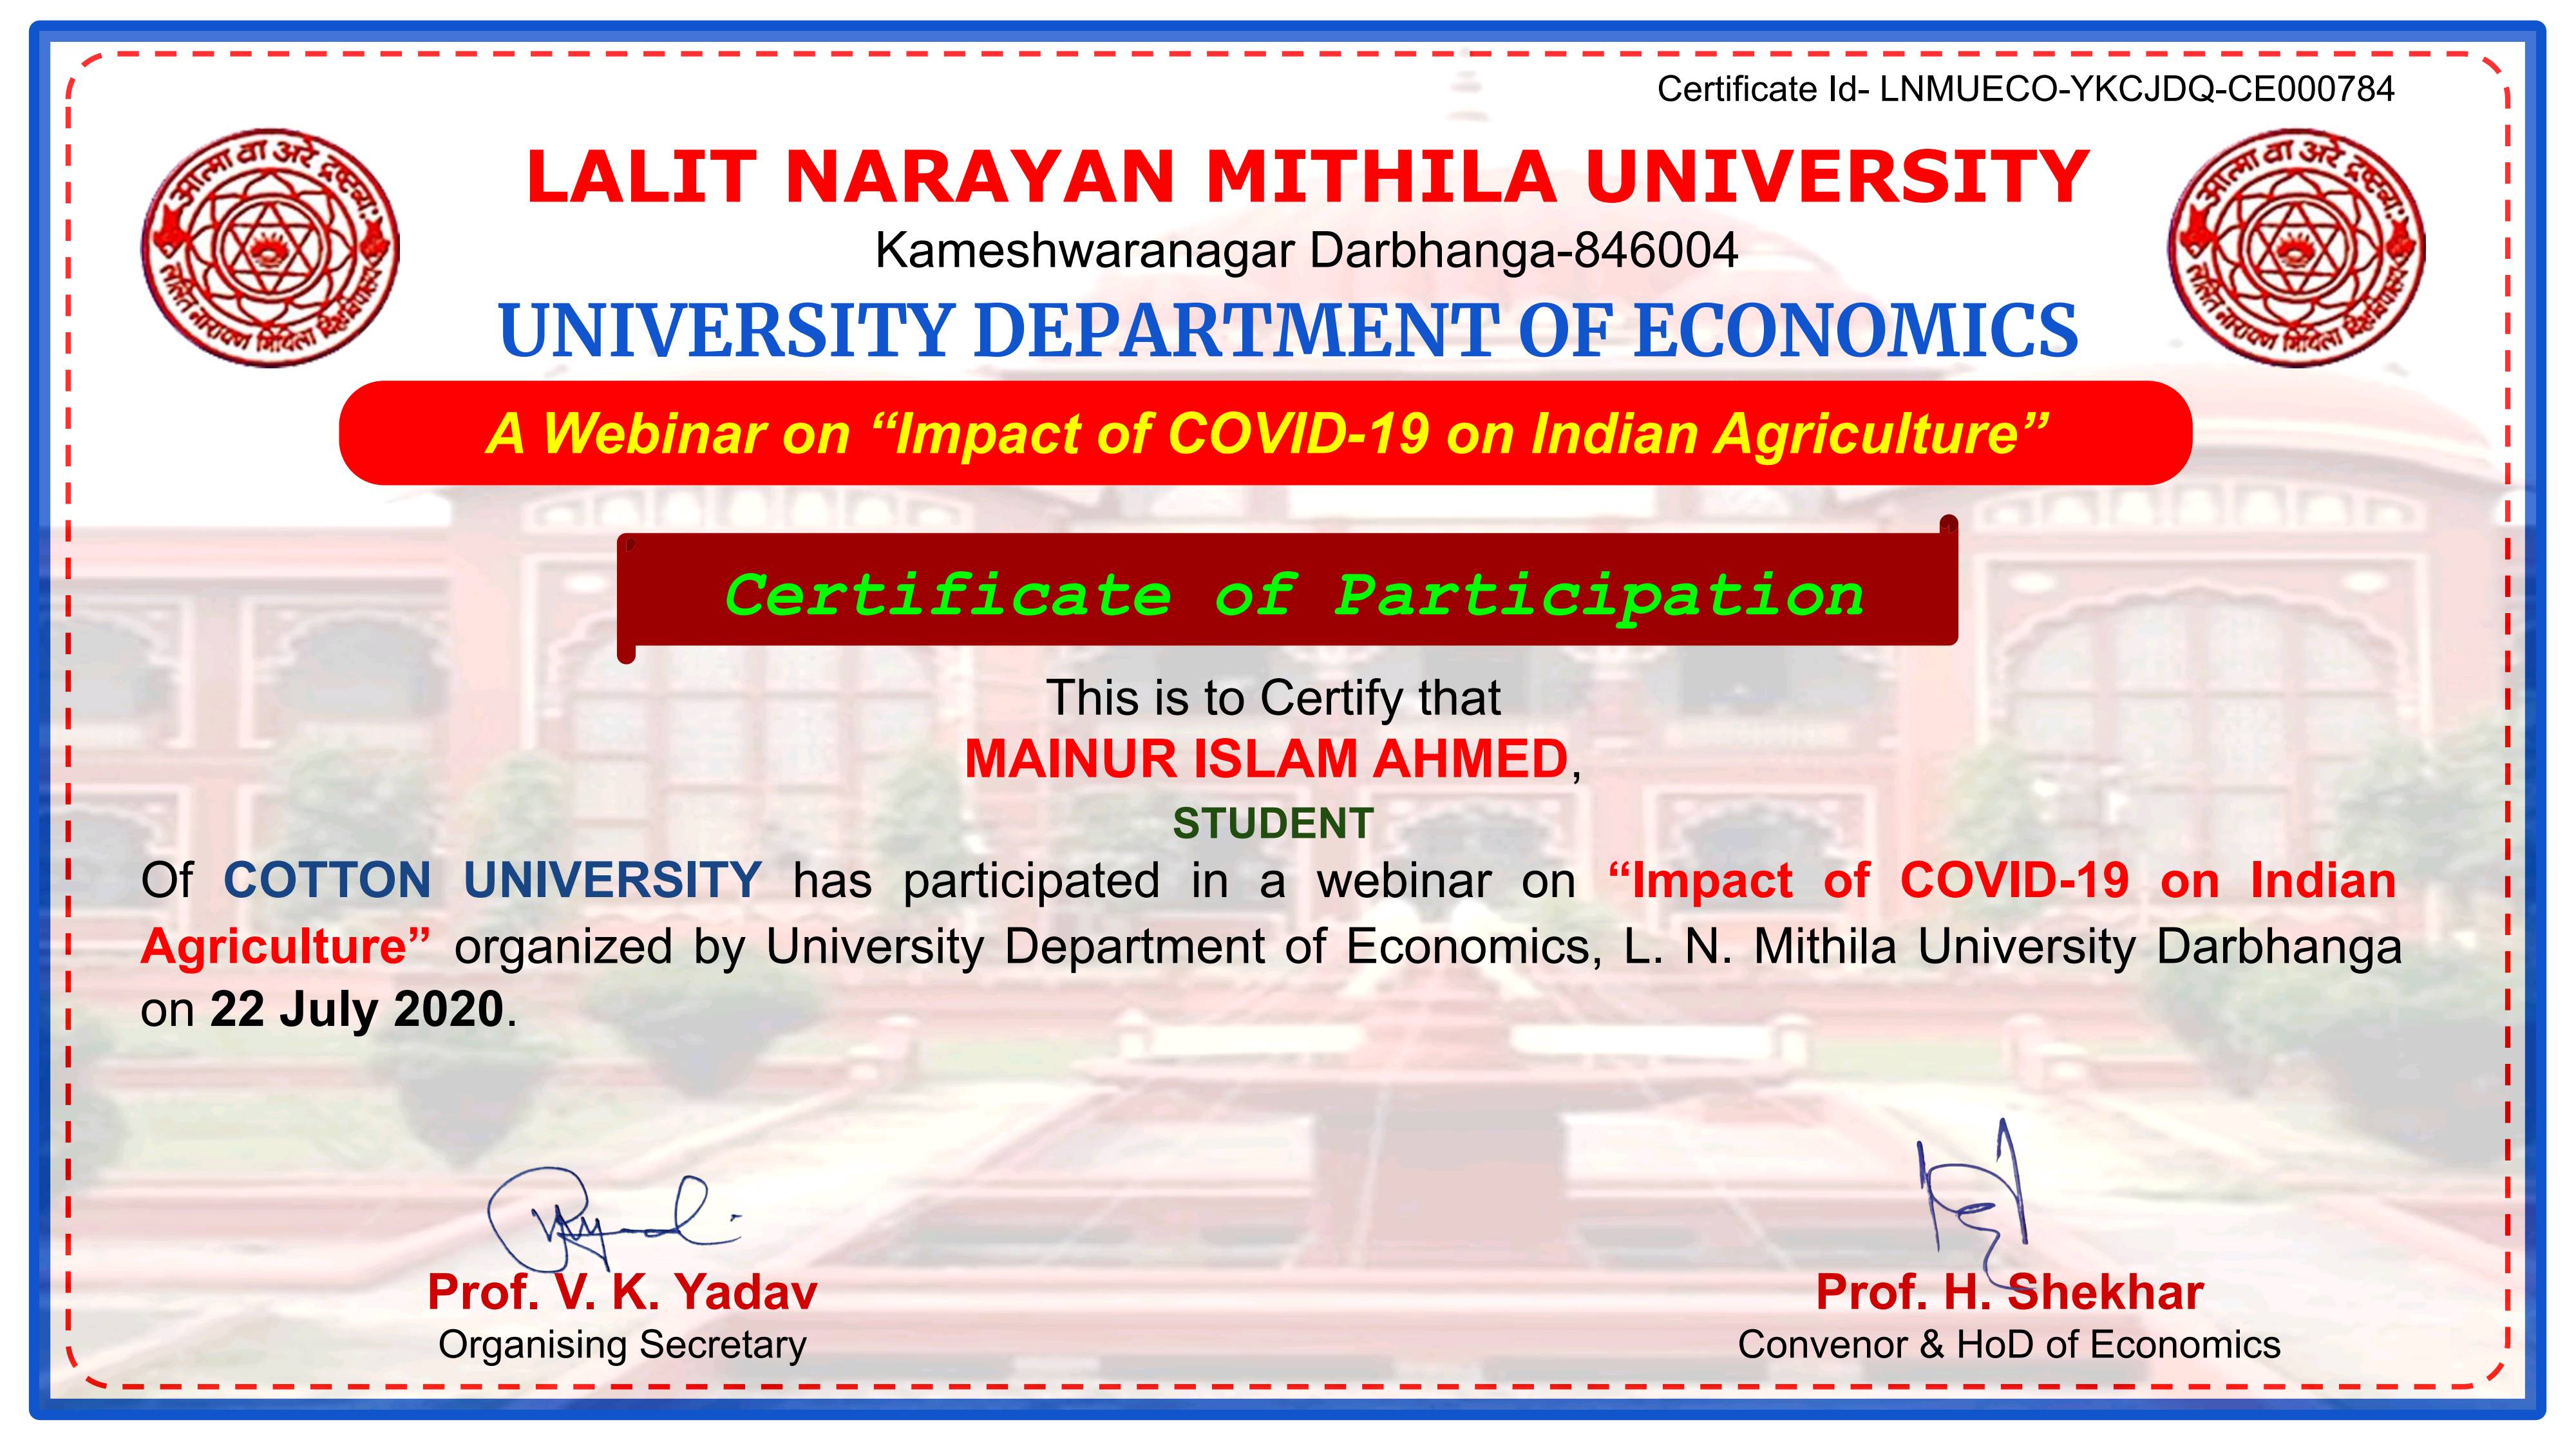 Certificate Id- LNMUECO-YKCJDQ-CE000784
आत्मा वा अरे द्रष्टव्यः
ललित नारायण मिथिला विश्वविद्यालय
LALIT NARAYAN MITHILA UNIVERSITY
आत्मा वा अरे द्रष्टव्यः
ललित नारायण मिथिला विश्वविद्यालय
Kameshwaranagar Darbhanga-846004
UNIVERSITY DEPARTMENT OF ECONOMICS
A Webinar on “Impact of COVID-19 on Indian Agriculture”
Certificate of Participation
This is to Certify that
MAINUR ISLAM AHMED,
STUDENT
Of COTTON UNIVERSITY has participated in a webinar on “Impact of COVID-19 on Indian
Agriculture” organized by University Department of Economics, L. N. Mithila University Darbhanga
on 22 July 2020.
Prof. V. K. Yadav
Organising Secretary
Prof. H. Shekhar
Convenor & HoD of Economics